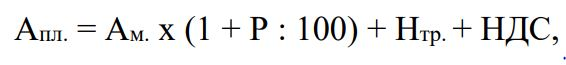 Апл. = Ам. х (1 + Р : 100) + Нтр. + НДС,